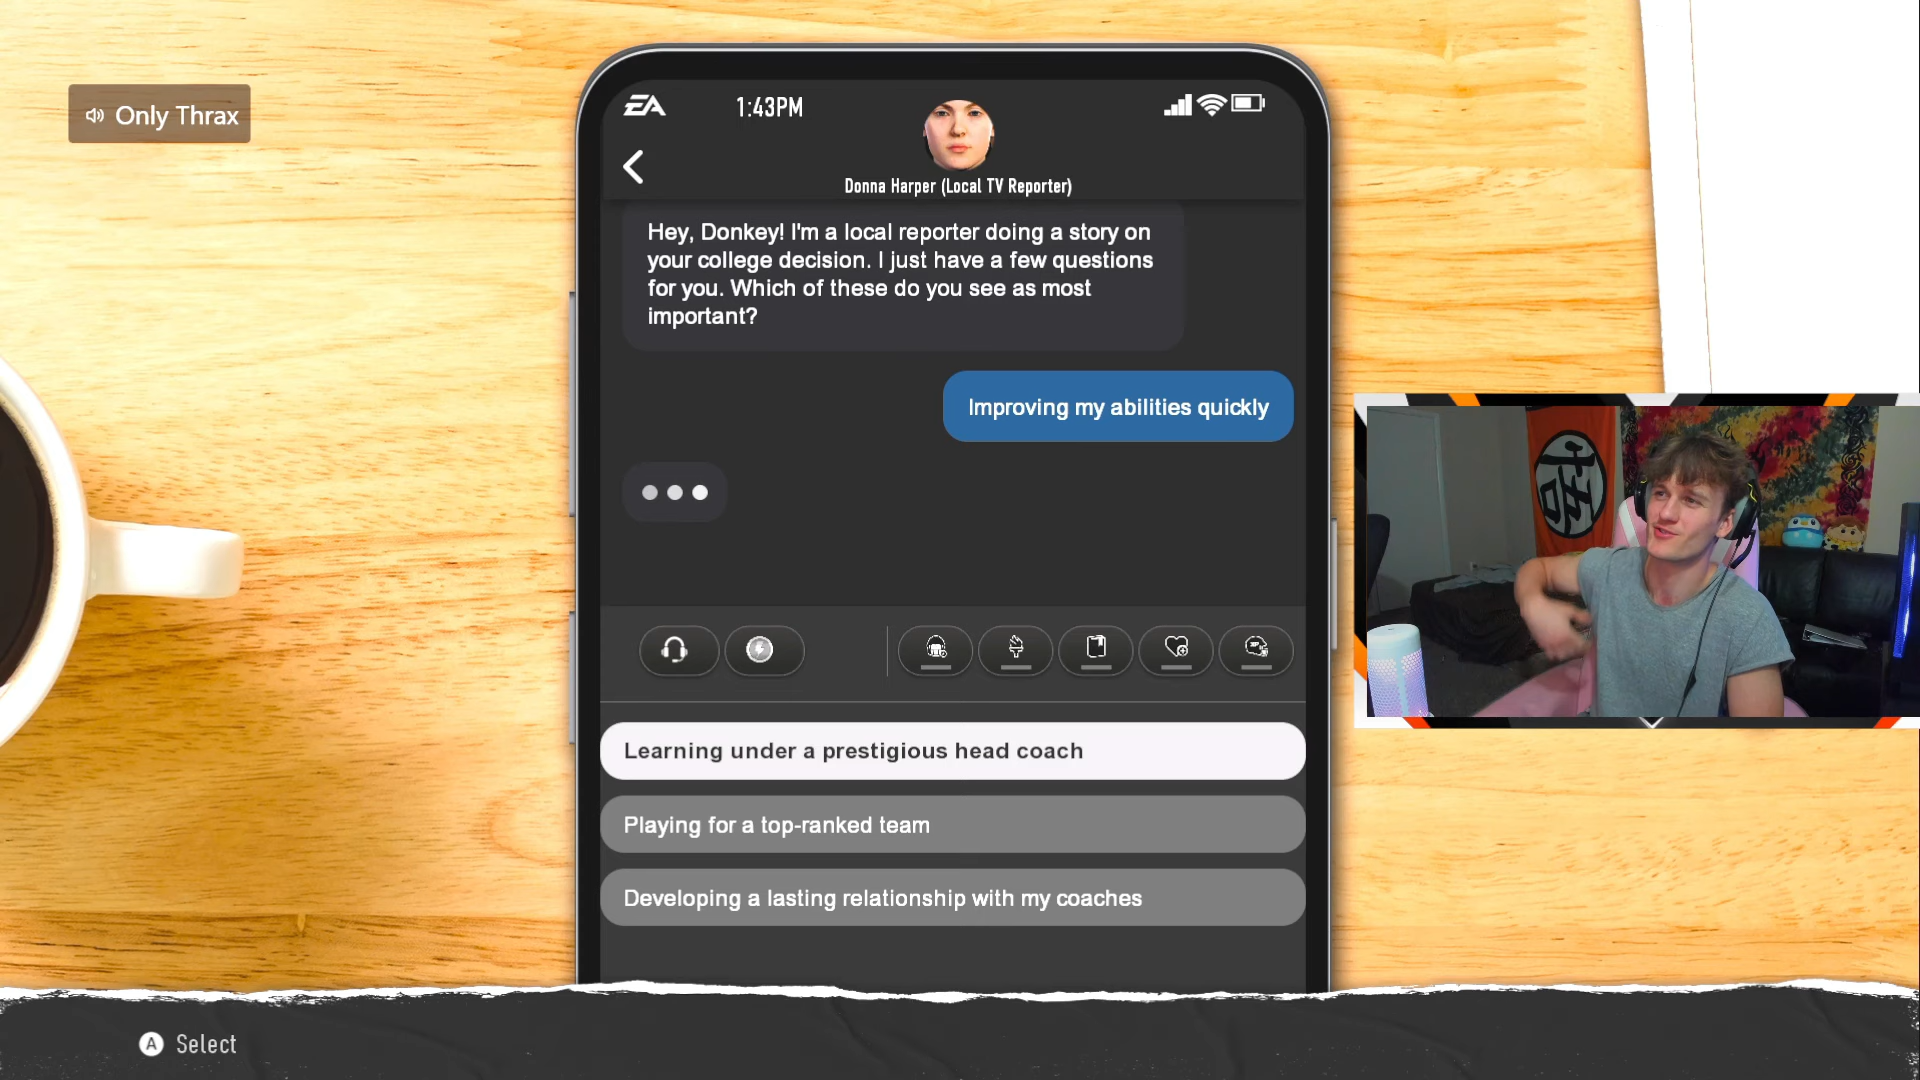 Only Thrax
EA
1:43PM
Donna Harper (Local TV Reporter)
Hey, Donkey! I'm a local reporter doing a story on
your college decision. I just have a few questions
for you. Which of these do you see as most
important?
Improving my abilities quickly
悟
Learning under a prestigious head coach
Playing for a top-ranked team
Developing a lasting relationship with my coaches
A Select